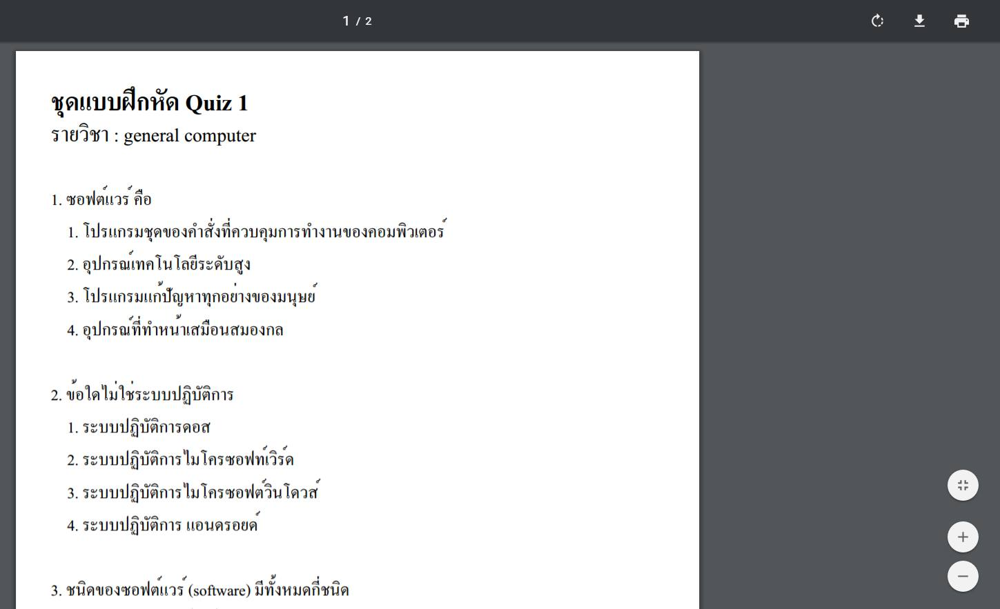 1 / 2
ชุดแบบฝึกหัด Quiz 1
รายวิชา : general computer
1. ซอฟต์แวร์ คือ
1. โปรแกรมชุดของคำสั่งที่ควบคุมการทำงานของคอมพิวเตอร์
2. อุปกรณ์เทคโนโลยีระดับสูง
3. โปรแกรมแก้ปัญหาทุกอย่างของมนุษย์
4. อุปกรณ์ที่ทำหน้าเสมือนสมองกล
2. ข้อใดไม่ใช่ระบบปฏิบัติการ
1. ระบบปฏิบัติการดอส
2. ระบบปฏิบัติการไมโครซอฟท์เวิร์ด
3. ระบบปฏิบัติการไมโครซอฟต์วินโดวส์
4. ระบบปฏิบัติการ แอนดรอยด์
3. ชนิดของซอฟต์แวร์ (software) มีทั้งหมดกี่ชนิด